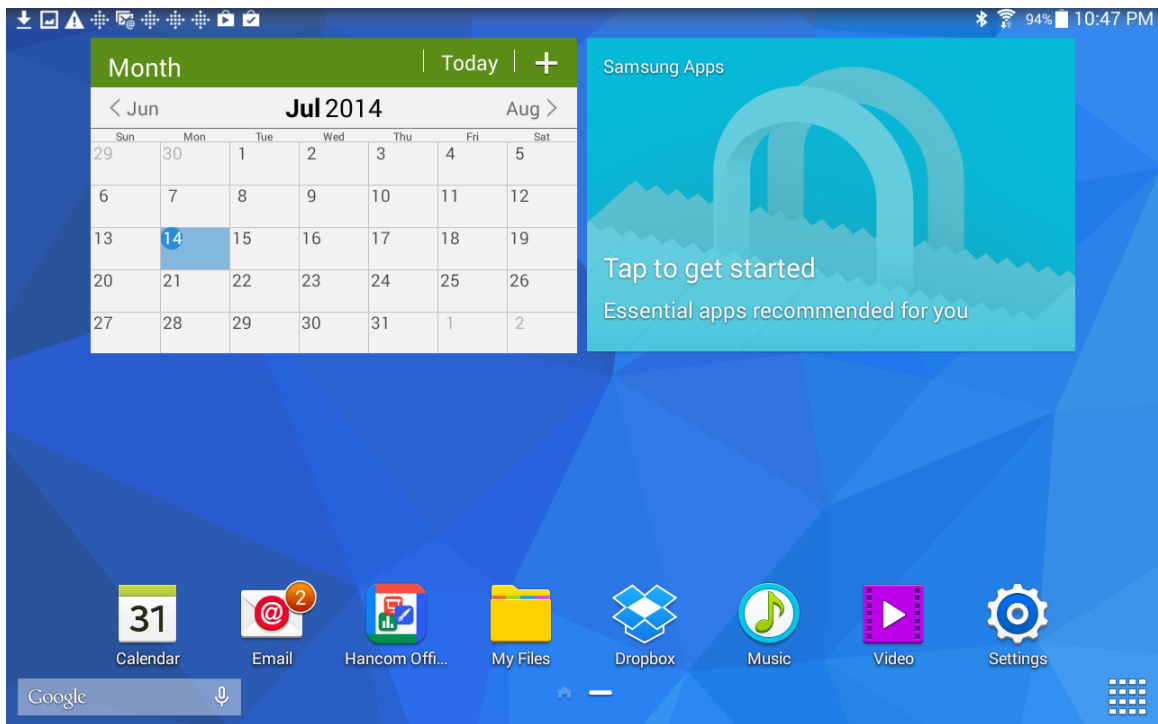 94% 10:47 PM
Month Today +
< Jun Jul 2014 Aug >
Sun Mon Tue Wed Thu Fri Sat
29 30 1 2 3 4 5
6 7 8 9 10 11 12
13 14 15 16 17 18 19
20 21 22 23 24 25 26
27 28 29 30 31 1 2
Samsung Apps
Tap to get started
Essential apps recommended for you
31 @ 2
Calendar Email Hancom Offi... My Files Dropbox Music Video Settings
Google